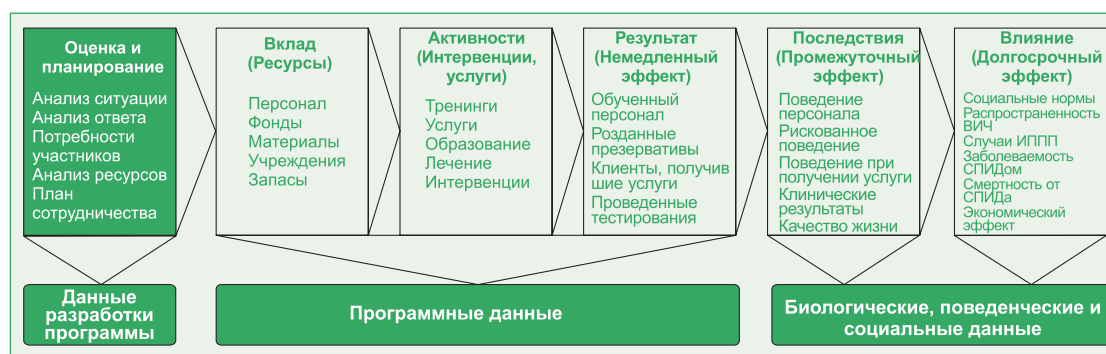 Оценка и
планирование
Анализ ситуации
Анализ ответа
Потребности
участников
Анализ ресурсов
План
сотрудничества
Вклад
(Ресурсы)
Персонал
Фонды
Материалы
Учреждения
Запасы
Активности
(Интервенции,
услуги)
Тренинги
Услуги
Образование
Лечение
Интервенции
Результат
(Немедленный
эффект)
Обученный
персонал
Розданные
презервативы
Клиенты, получив
шие услуги
Проведенные
тестирования
Последствия
(Промежуточный
эффект)
Поведение
персонала
Рискованное
поведение
Поведение при
получении услуги
Клинические
результаты
Качество жизни
Влияние
(Долгосрочный
эффект)
Социальные нормы
Распространенность
ВИЧ
Случаи ИППП
Заболеваемость
СПИДом
Смертность от
СПИДа
Экономический
эффект
Данные
разработки
программы
Программные данные
Биологические, поведенческие и
социальные данные